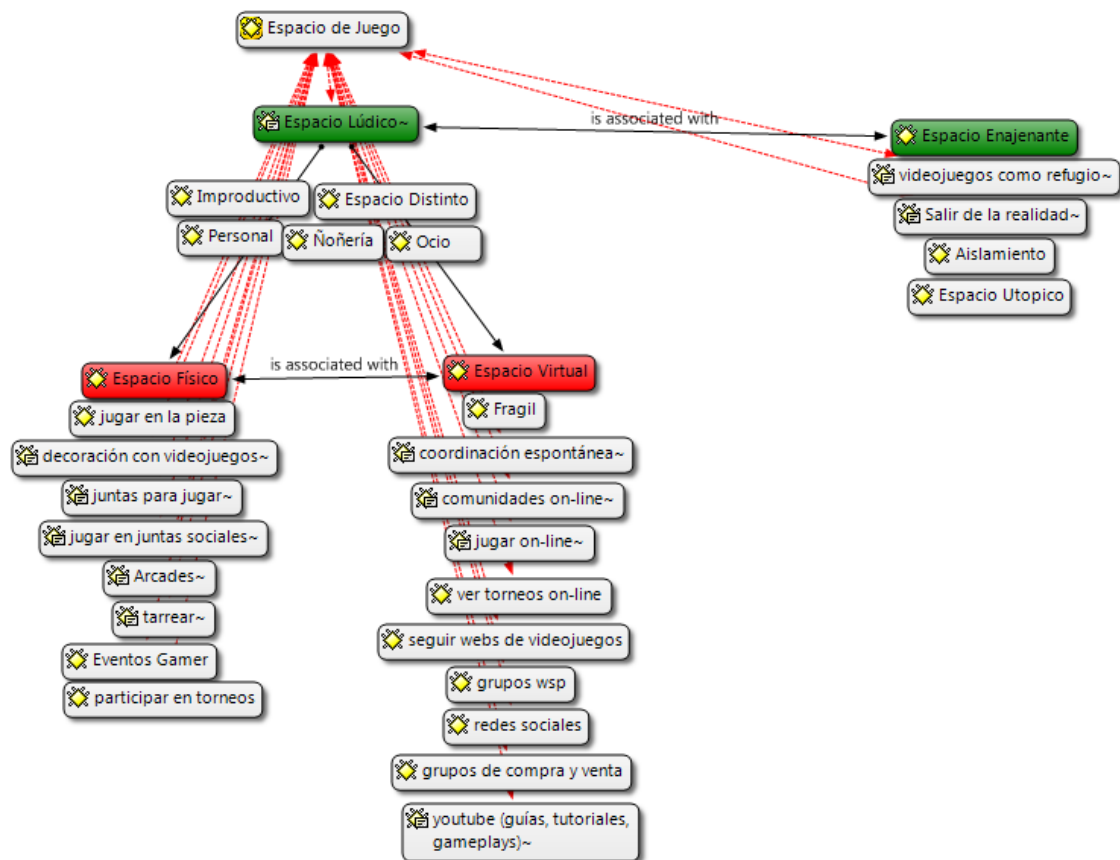 Espacio de Juego
Espacio Lúdico~
is associated with
Espacio Enajenante
videojuegos como refugio~
Salir de la realidad~
Aislamiento
Espacio Utopico
Improductivo
Espacio Distinto
Personal
Ñoñería
Ocio
Espacio Físico
is associated with
Espacio Virtual
jugar en la pieza
decoración con videojuegos~
juntas para jugar~
jugar en juntas sociales~
Arcades~
tarrear~
Eventos Gamer
participar en torneos
Fragil
coordinación espontánea~
comunidades on-line~
jugar on-line~
ver torneos on-line
seguir webs de videojuegos
grupos wsp
redes sociales
grupos de compra y venta
youtube (guías, tutoriales,
gameplays)~